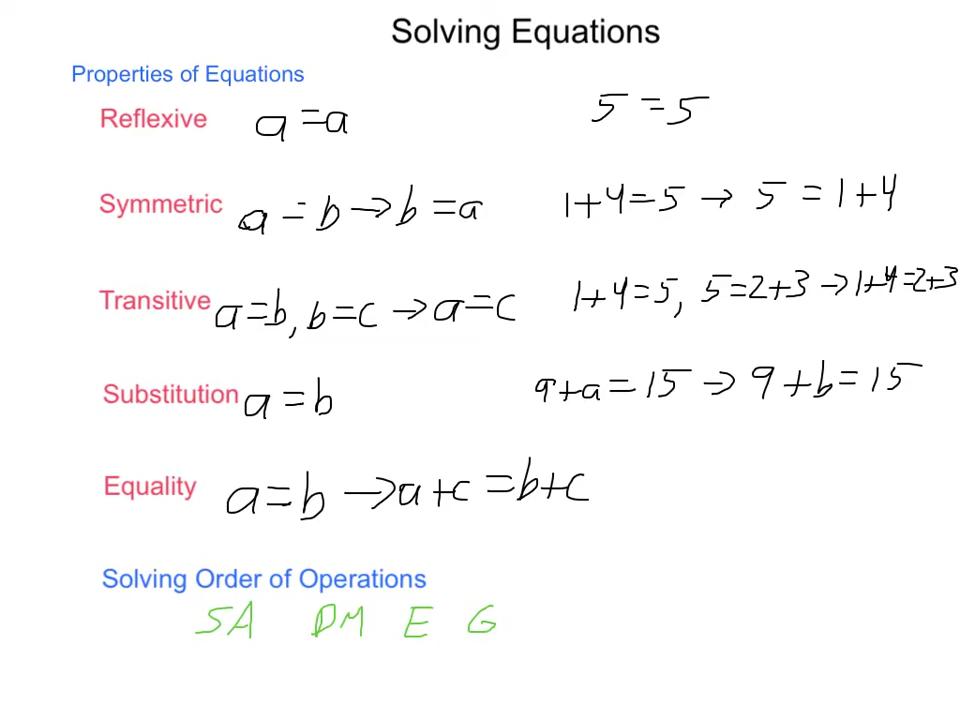 Solving Equations
Properties of Equations
Reflexive a = a 5 = 5
Symmetric a = b → b = a 1+4=5 → 5 = 1+4
Transitive a=b, b=c → a=c 1+4=5, 5=2+3 → 1+4=2+3
Substitution a = b 9+a=15 → 9+b=15
Equality a=b → a+c = b+c
Solving Order of Operations
SA DM E G